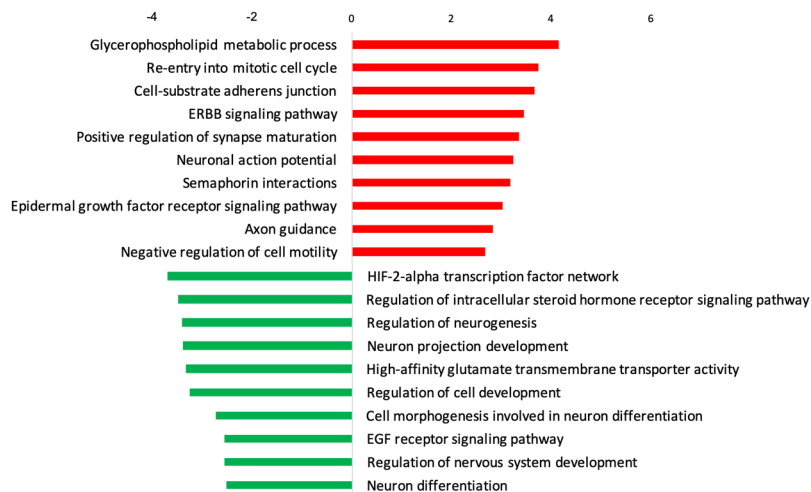 -4 -2 0 2 4 6
Glycerophospholipid metabolic process
Re-entry into mitotic cell cycle
Cell-substrate adherens junction
ERBB signaling pathway
Positive regulation of synapse maturation
Neuronal action potential
Semaphorin interactions
Epidermal growth factor receptor signaling pathway
Axon guidance
Negative regulation of cell motility
HIF-2-alpha transcription factor network
Regulation of intracellular steroid hormone receptor signaling pathway
Regulation of neurogenesis
Neuron projection development
High-affinity glutamate transmembrane transporter activity
Regulation of cell development
Cell morphogenesis involved in neuron differentiation
EGF receptor signaling pathway
Regulation of nervous system development
Neuron differentiation